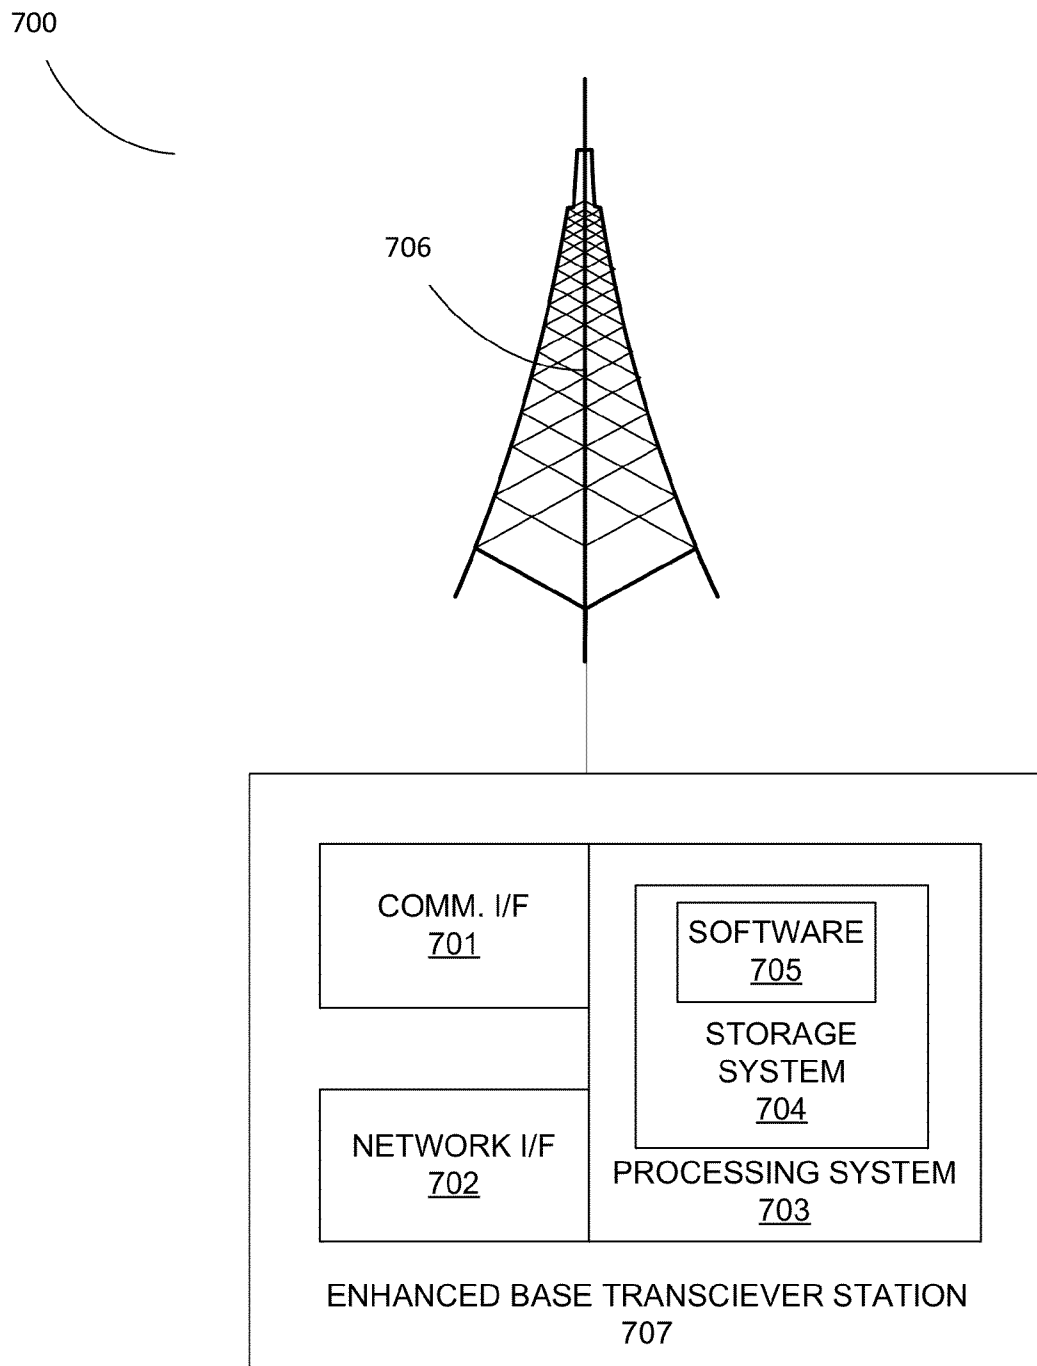 700
706
COMM. I/F
701
SOFTWARE
705
STORAGE
SYSTEM
704
NETWORK I/F
702
PROCESSING SYSTEM
703
ENHANCED BASE TRANSCIEVER STATION
707